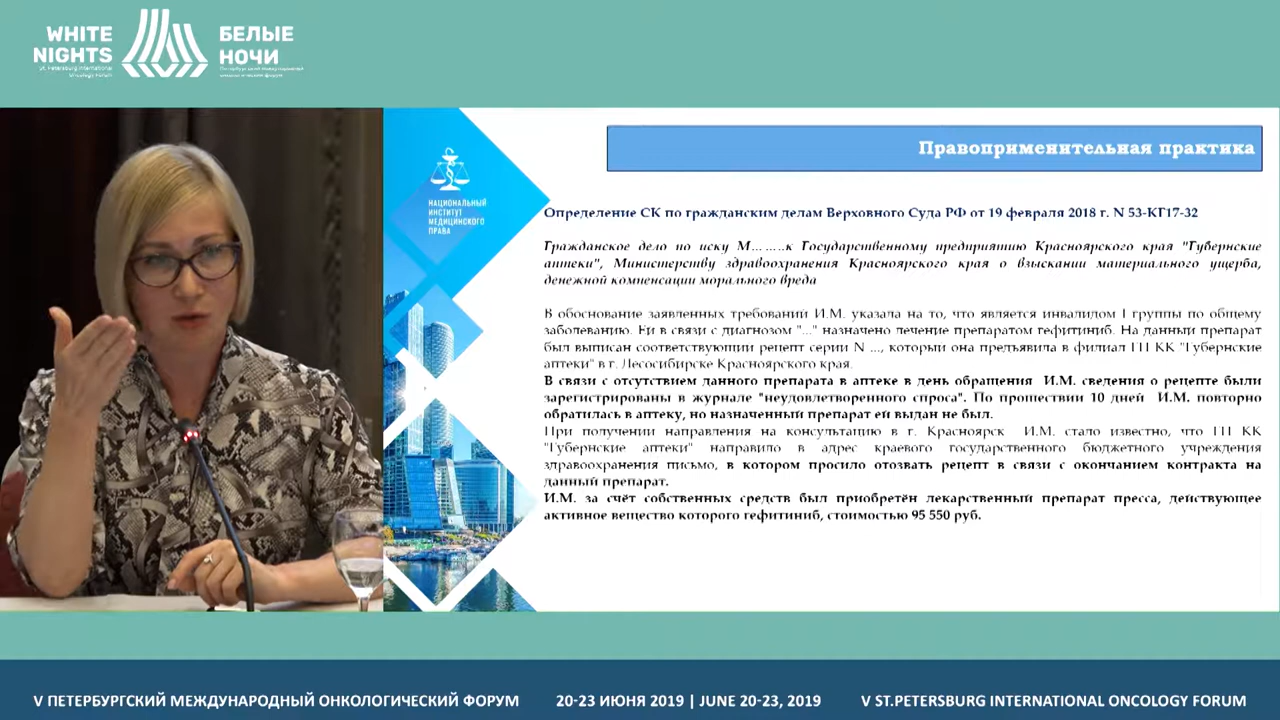 WHITE
NIGHTS
St. Petersburg International
Oncology Forum
БЕЛЫЕ
НОЧИ
НАЦИОНАЛЬНЫЙ
ИНСТИТУТ
МЕДИЦИНСКОГО
ПРАВА
Правоприменительная практика
Определение СК по гражданским делам Верховного Суда РФ от 19 февраля 2018 г. N 53-КГ17-32
Гражданское дело по иску М........к Государственному предприятию Красноярского края "Губернские
аптеки", Министерству здравоохранения Красноярского края о взыскании материального ущерба,
денежной компенсации морального вреда
В обоснование заявленных требований И.М. указала на то, что является инвалидом I группы по общему
заболеванию. Ей в связи с диагнозом "..." назначено лечение препаратом гефитиниб. На данный препарат
был выписан соответствующий рецепт серии N ..., который она предъявила в филиал ГП КК "Губернские
аптеки" в г. Лесосибирске Красноярского края.
В связи с отсутствием данного препарата в аптеке в день обращения И.М. сведения о рецепте были
зарегистрированы в журнале "неудовлетворенного спроса". По прошествии 10 дней И.М. повторно
обратилась в аптеку, но назначенный препарат ей выдан не был.
При получении направления на консультацию в г. Красноярск И.М. стало известно, что ГП КК
"Губернские аптеки" направило в адрес краевого государственного бюджетного учреждения
здравоохранения письмо, в котором просило отозвать рецепт в связи с окончанием контракта на
данный препарат.
И.М. за счёт собственных средств был приобретён лекарственный препарат пресса, действующее
активное вещество которого гефитиниб, стоимостью 95 550 руб.
V ПЕТЕРБУРГСКИЙ МЕЖДУНАРОДНЫЙ ОНКОЛОГИЧЕСКИЙ ФОРУМ
20-23 ИЮНЯ 2019 | JUNE 20-23, 2019
V ST.PETERSBURG INTERNATIONAL ONCOLOGY FORUM